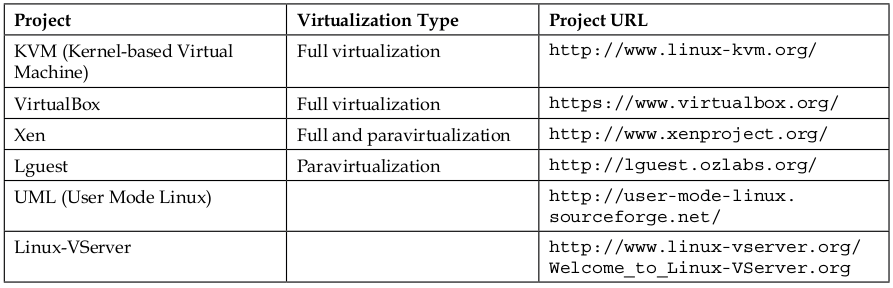 Project Virtualization Type Project URL
KVM (Kernel-based Virtual Full virtualization http://www.linux-kvm.org/
Machine)
VirtualBox Full virtualization https://www.virtualbox.org/
Xen Full and paravirtualization http://www.xenproject.org/
Lguest Paravirtualization http://lguest.ozlabs.org/
UML (User Mode Linux) http://user-mode-linux.
sourceforge.net/
Linux-VServer http://www.linux-vserver.org/
Welcome_to_Linux-VServer.org